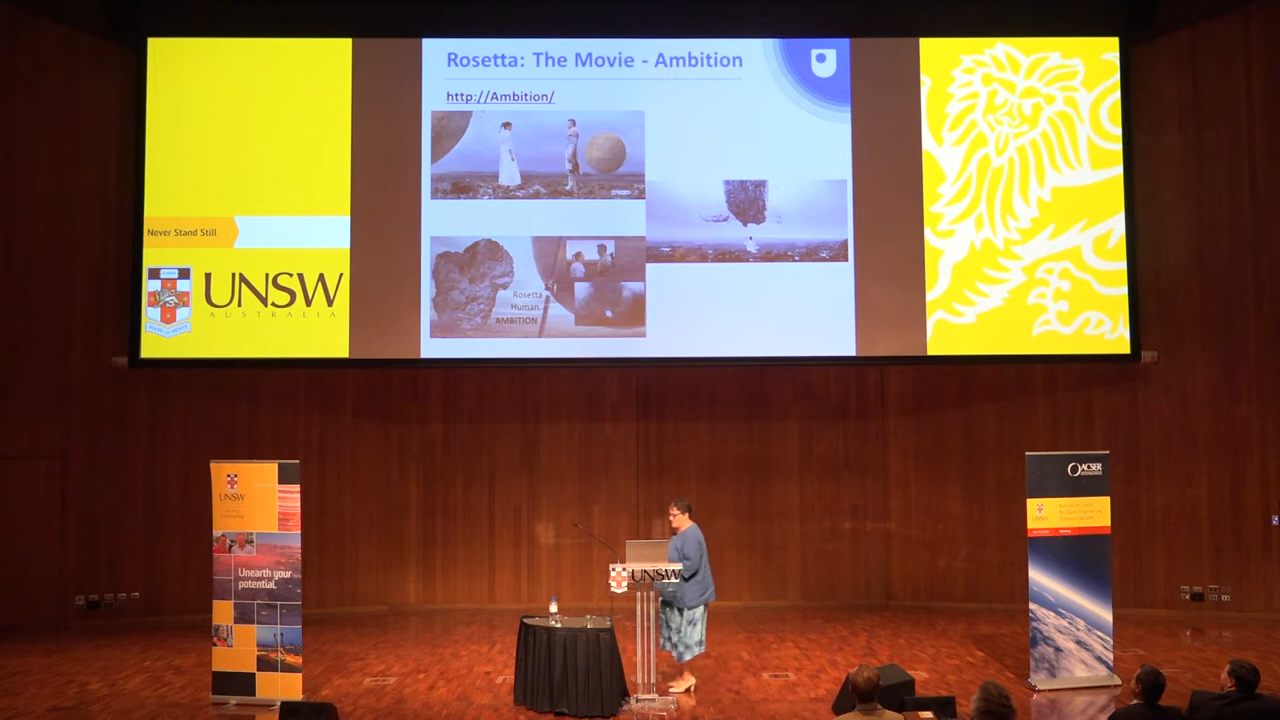 Rosetta: The Movie - Ambition
http://Ambition/
Rosetta
Human
AMBITION
Never Stand Still
UNSW
AUSTRALIA
UNSW
Unearth your
potential.
UNSW
ACSER
UNSW